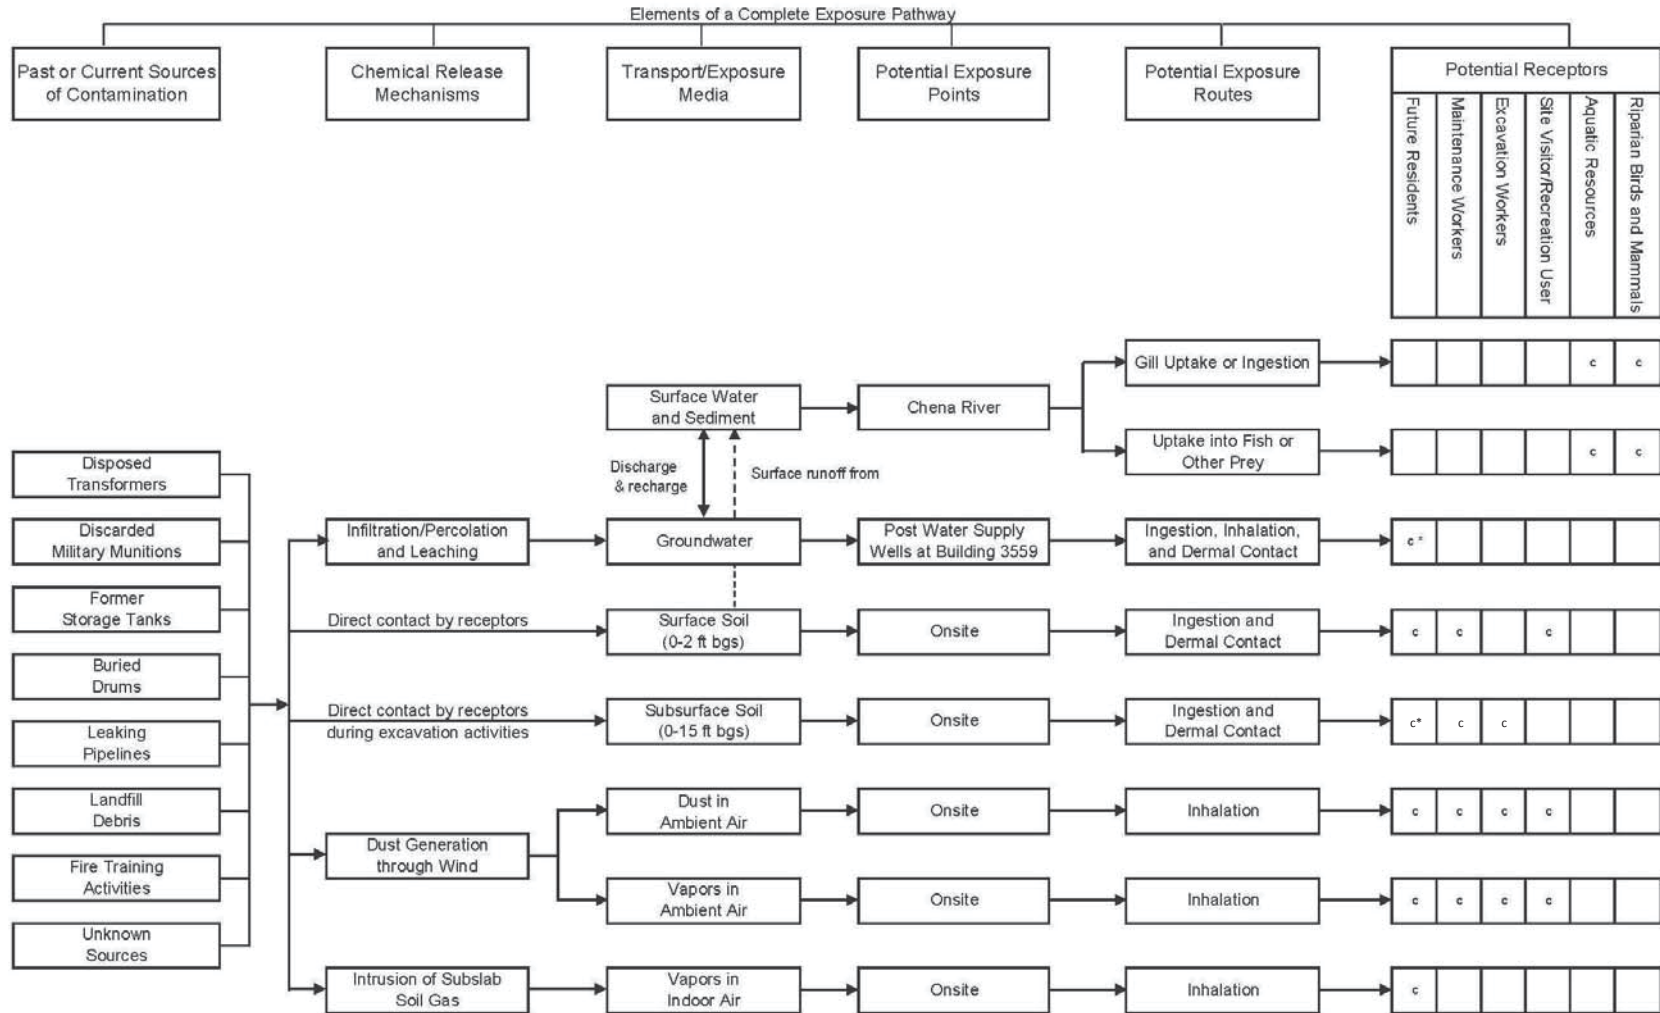 Elements of a Complete Exposure Pathway
Past or Current Sources
of Contamination
Chemical Release
Mechanisms
Transport/Exposure
Media
Potential Exposure
Points
Potential Exposure
Routes
Potential Receptors
Future Residents
Maintenance Workers
Excavation Workers
Site Visitor/Recreation User
Aquatic Resources
Riparian Birds and Mammals
Surface Water
and Sediment
Chena River
Gill Uptake or Ingestion
c c
Uptake into Fish or
Other Prey
c c
Discharge
& recharge
Surface runoff from
Disposed
Transformers
Discarded
Military Munitions
Former
Storage Tanks
Buried
Drums
Leaking
Pipelines
Landfill
Debris
Fire Training
Activities
Unknown
Sources
Infiltration/Percolation
and Leaching
Groundwater
Post Water Supply
Wells at Building 3559
Ingestion, Inhalation,
and Dermal Contact
c
Direct contact by receptors
Surface Soil
(0-2 ft bgs)
Onsite
Ingestion and
Dermal Contact
c c c
Direct contact by receptors
during excavation activities
Subsurface Soil
(0-15 ft bgs)
Onsite
Ingestion and
Dermal Contact
c* c c
Dust Generation
through Wind
Dust in
Ambient Air
Onsite
Inhalation
c c c c
Vapors in
Ambient Air
Onsite
Inhalation
c c c c
Intrusion of Subslab
Soil Gas
Vapors in
Indoor Air
Onsite
Inhalation
c